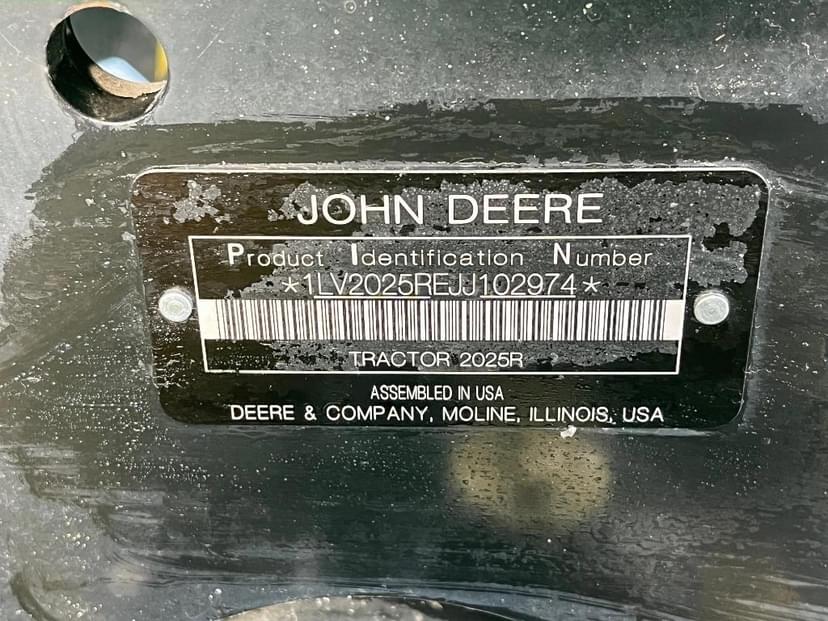 JOHN DEERE
Product Identification Number
*1LV2025REJJ102974*
TRACTOR 2025R
ASSEMBLED IN USA
DEERE & COMPANY, MOLINE, ILLINOIS, USA